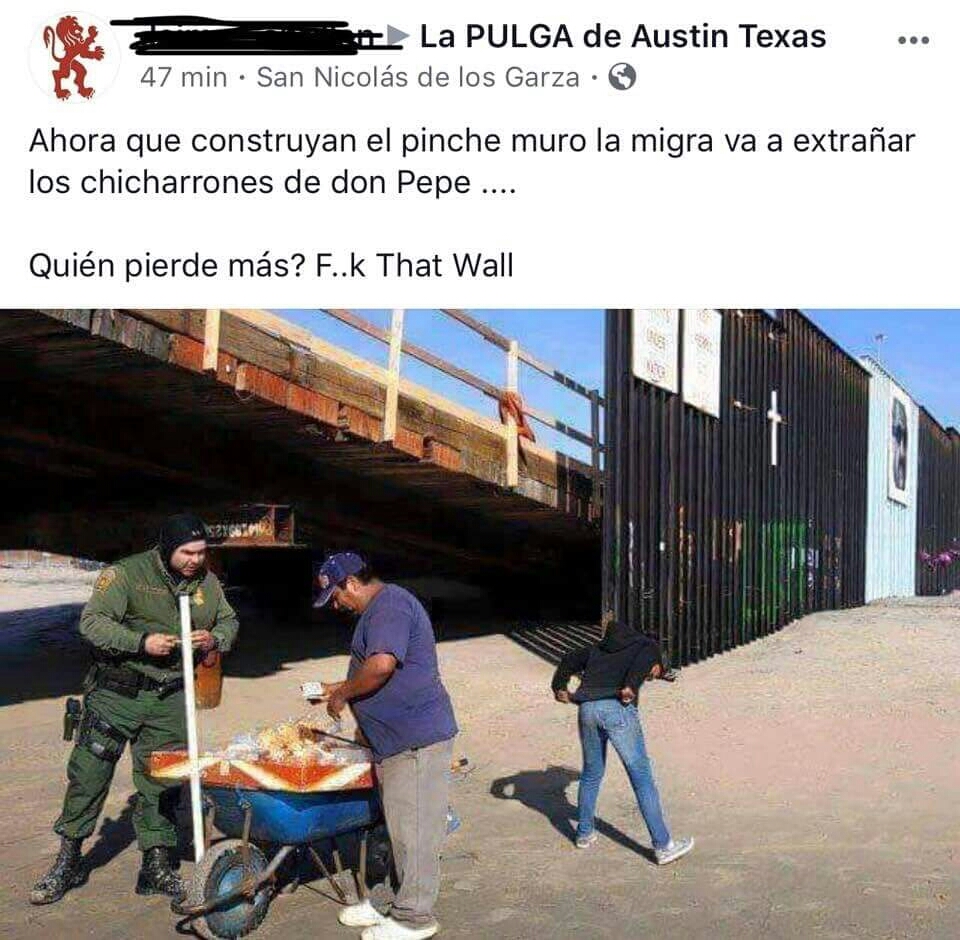 La PULGA de Austin Texas
47 min · San Nicolás de los Garza ·
Ahora que construyan el pinche muro la migra va a extrañar
los chicharrones de don Pepe ....
Quién pierde más? F..k That Wall